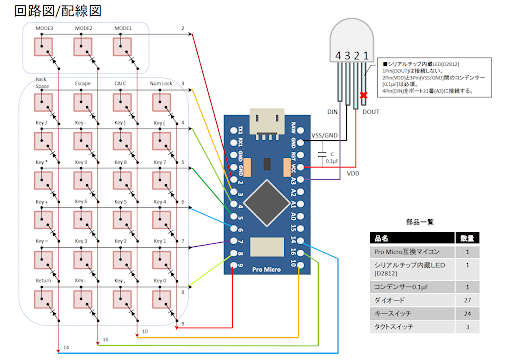 回路図/配線図
MODE3 MODE2 MODE1
2
Back Space Escape CALC Num Lock
3
Key / Key (
4
Key * Key 9 Key 8 Key 7
5
Key + Key 6 Key 5 Key 4
6
Key - Key 3 Key 2 Key 1
7
Return Key . Key , Key 0
8
9
10
16
14
4 3 2 1
■シリアルチップ内蔵LED(D2812)
1Pin(DOUT)は接続しない。
2Pin(VDD)と3Pin(VSS/GND)間のコンデンサー
(0.1μF)は必須。
4Pin(DIN)をポート21番(A3)に接続する。
DIN
DOUT
VSS/GND
C
0.1μF
VDD
TX1 RX1 GND GND 2 3 4 5 6 7 8 9
RAW GND RST VCC A3 A2 A1 A0 15 14 16 10
Pro Micro
部品一覧
品名 数量
Pro Micro互換マイコン 1
シリアルチップ内蔵LED
(D2812) 1
コンデンサー0.1μF 1
ダイオード 27
キースイッチ 24
タクトスイッチ 3